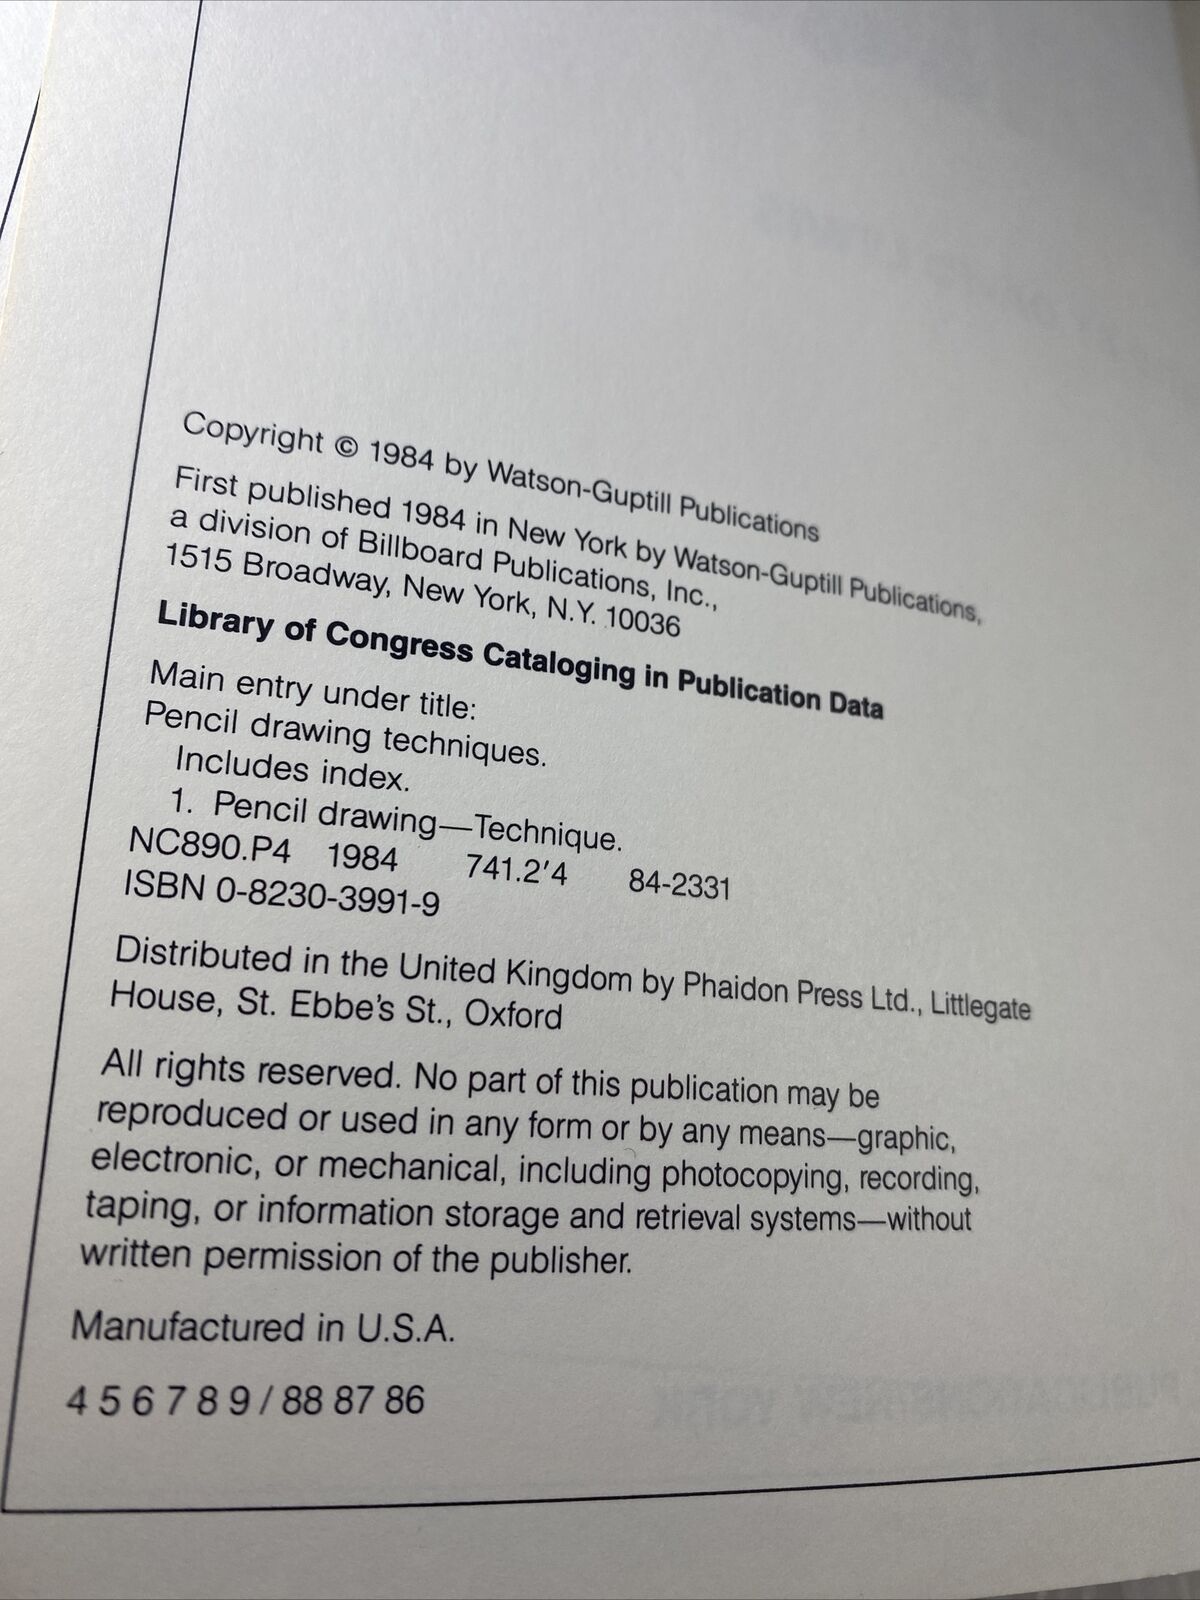 Copyright © 1984 by Watson-Guptill Publications
First published 1984 in New York by Watson-Guptill Publications,
a division of Billboard Publications, Inc.,
1515 Broadway, New York, N.Y. 10036
Library of Congress Cataloging in Publication Data
Main entry under title:
Pencil drawing techniques.
Includes index.
1. Pencil drawing—Technique.
NC890.P4 1984 741.2'4 84-2331
ISBN 0-8230-3991-9
Distributed in the United Kingdom by Phaidon Press Ltd., Littlegate
House, St. Ebbe's St., Oxford
All rights reserved. No part of this publication may be
reproduced or used in any form or by any means—graphic,
electronic, or mechanical, including photocopying, recording,
taping, or information storage and retrieval systems—without
written permission of the publisher.
Manufactured in U.S.A.
4 5 6 7 8 9 / 88 87 86